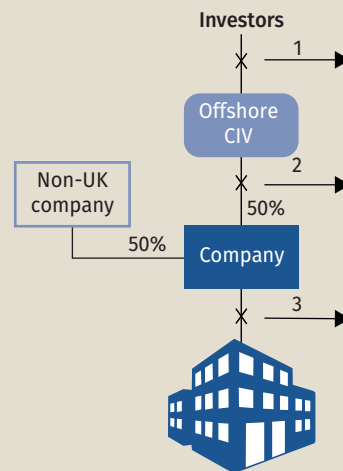 Investors
1
Offshore
CIV
2
Non-UK
company
50%
50%
Company
3